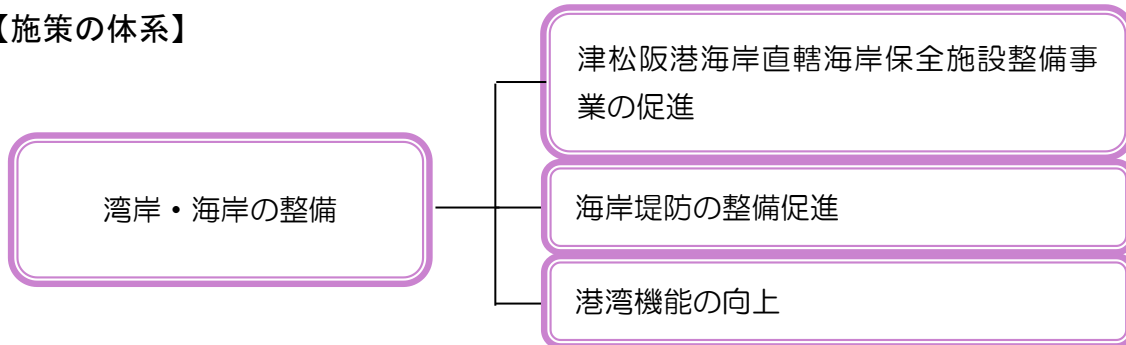 【施策の体系】
津松阪港海岸直轄海岸保全施設整備事
業の促進
湾岸・海岸の整備
海岸堤防の整備促進
港湾機能の向上